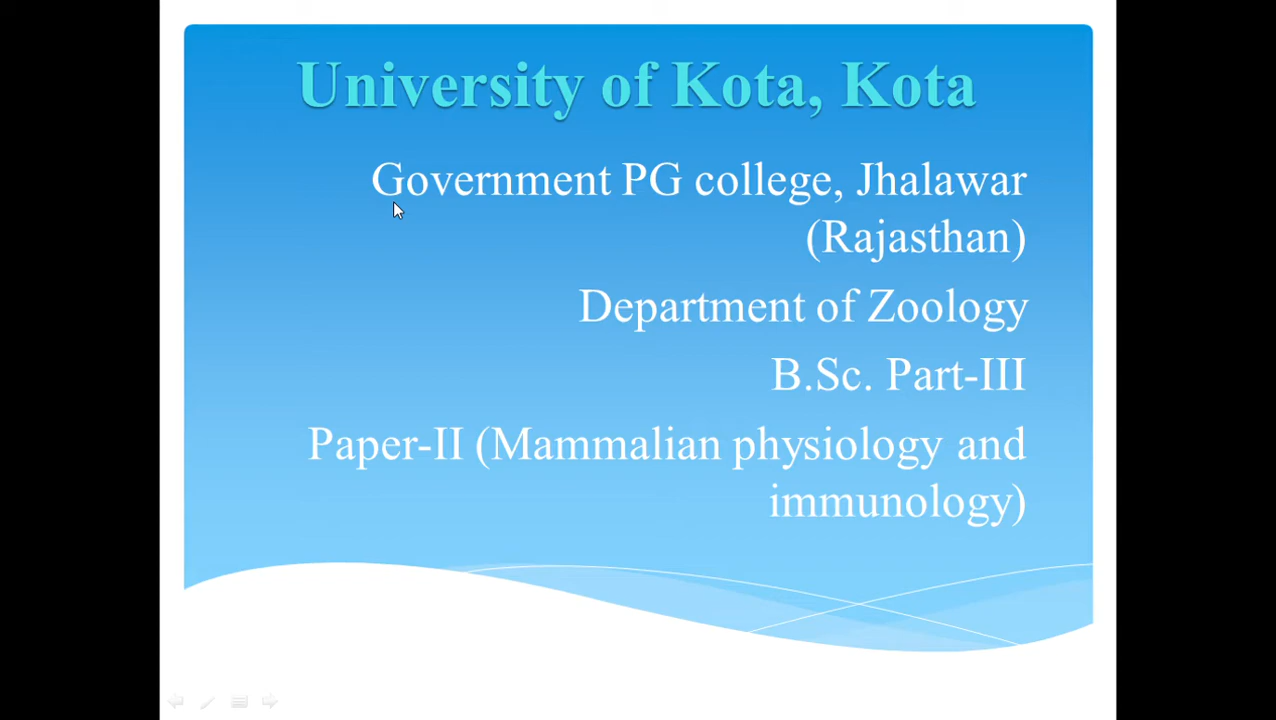 University of Kota, Kota
Government PG college, Jhalawar
(Rajasthan)
Department of Zoology
B.Sc. Part-III
Paper-II (Mammalian physiology and
immunology)